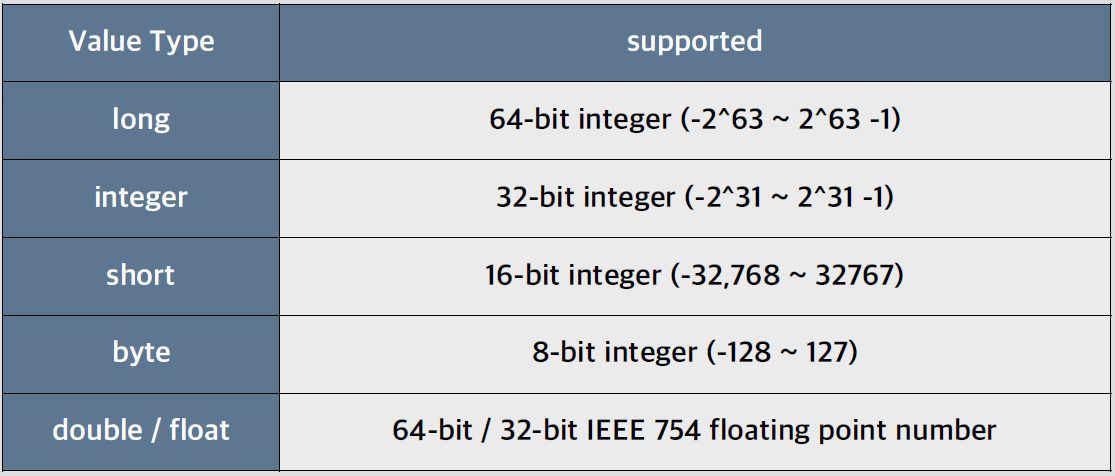 Value Type supported
long 64-bit integer (-2^63 ~ 2^63 -1)
integer 32-bit integer (-2^31 ~ 2^31 -1)
short 16-bit integer (-32,768 ~ 32767)
byte 8-bit integer (-128 ~ 127)
double / float 64-bit / 32-bit IEEE 754 floating point number